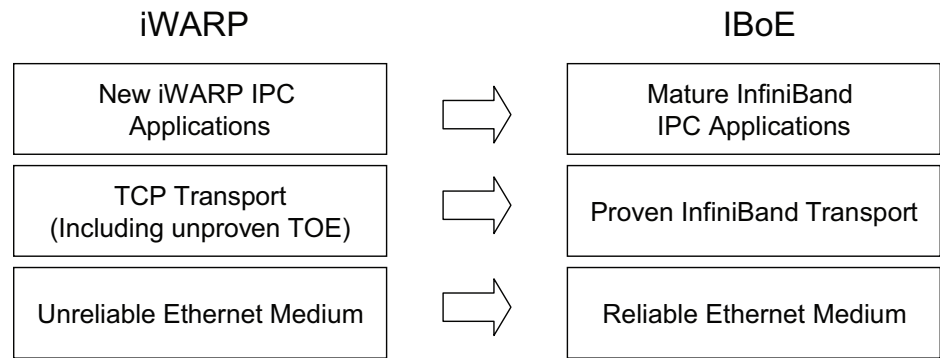 iWARP
IBoE
New iWARP IPC
Applications
Mature InfiniBand
IPC Applications
TCP Transport
(Including unproven TOE)
Proven InfiniBand Transport
Unreliable Ethernet Medium
Reliable Ethernet Medium